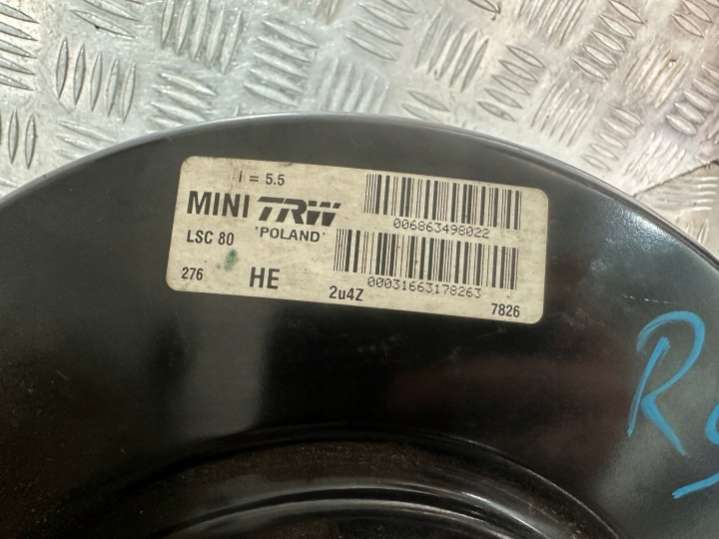 i = 5.5
MINI TRW
006863498022
LSC 80 'POLAND'
00031663178263
276 HE 2u4Z 7826